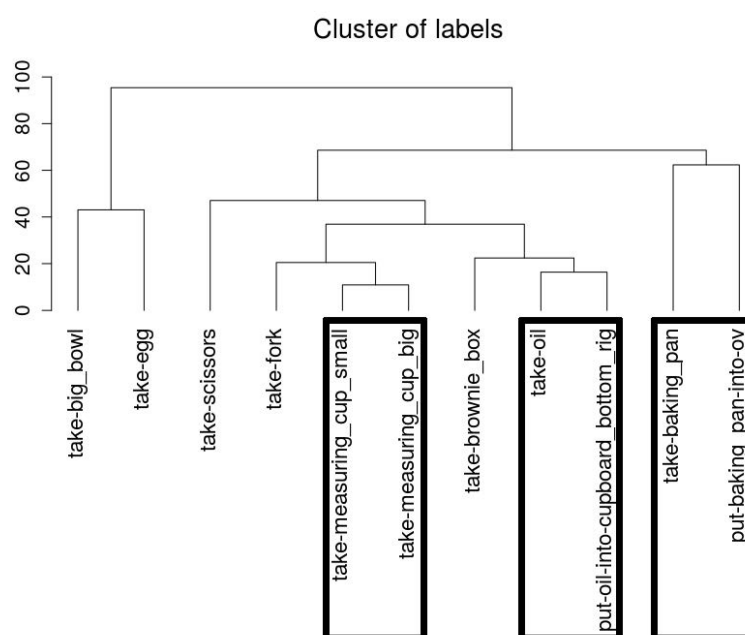 Cluster of labels
100
80
60
40
20
0
take-big_bowl
take-egg
take-scissors
take-fork
take-measuring_cup_small
take-measuring_cup_big
take-brownie_box
take-oil
put-oil-into-cupboard_bottom_rig
take-baking_pan
put-baking_pan-into-ov